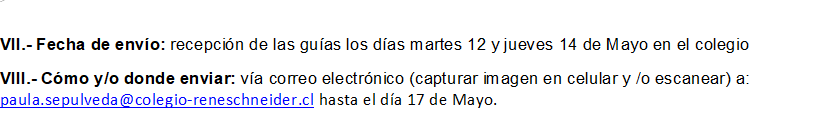 VII.- Fecha de envío: recepción de las guías los días martes 12 y jueves 14 de Mayo en el colegio
VIII.- Cómo y/o donde enviar: vía correo electrónico (capturar imagen en celular y /o escanear) a:
paula.sepulveda@colegio-reneschneider.cl hasta el día 17 de Mayo.